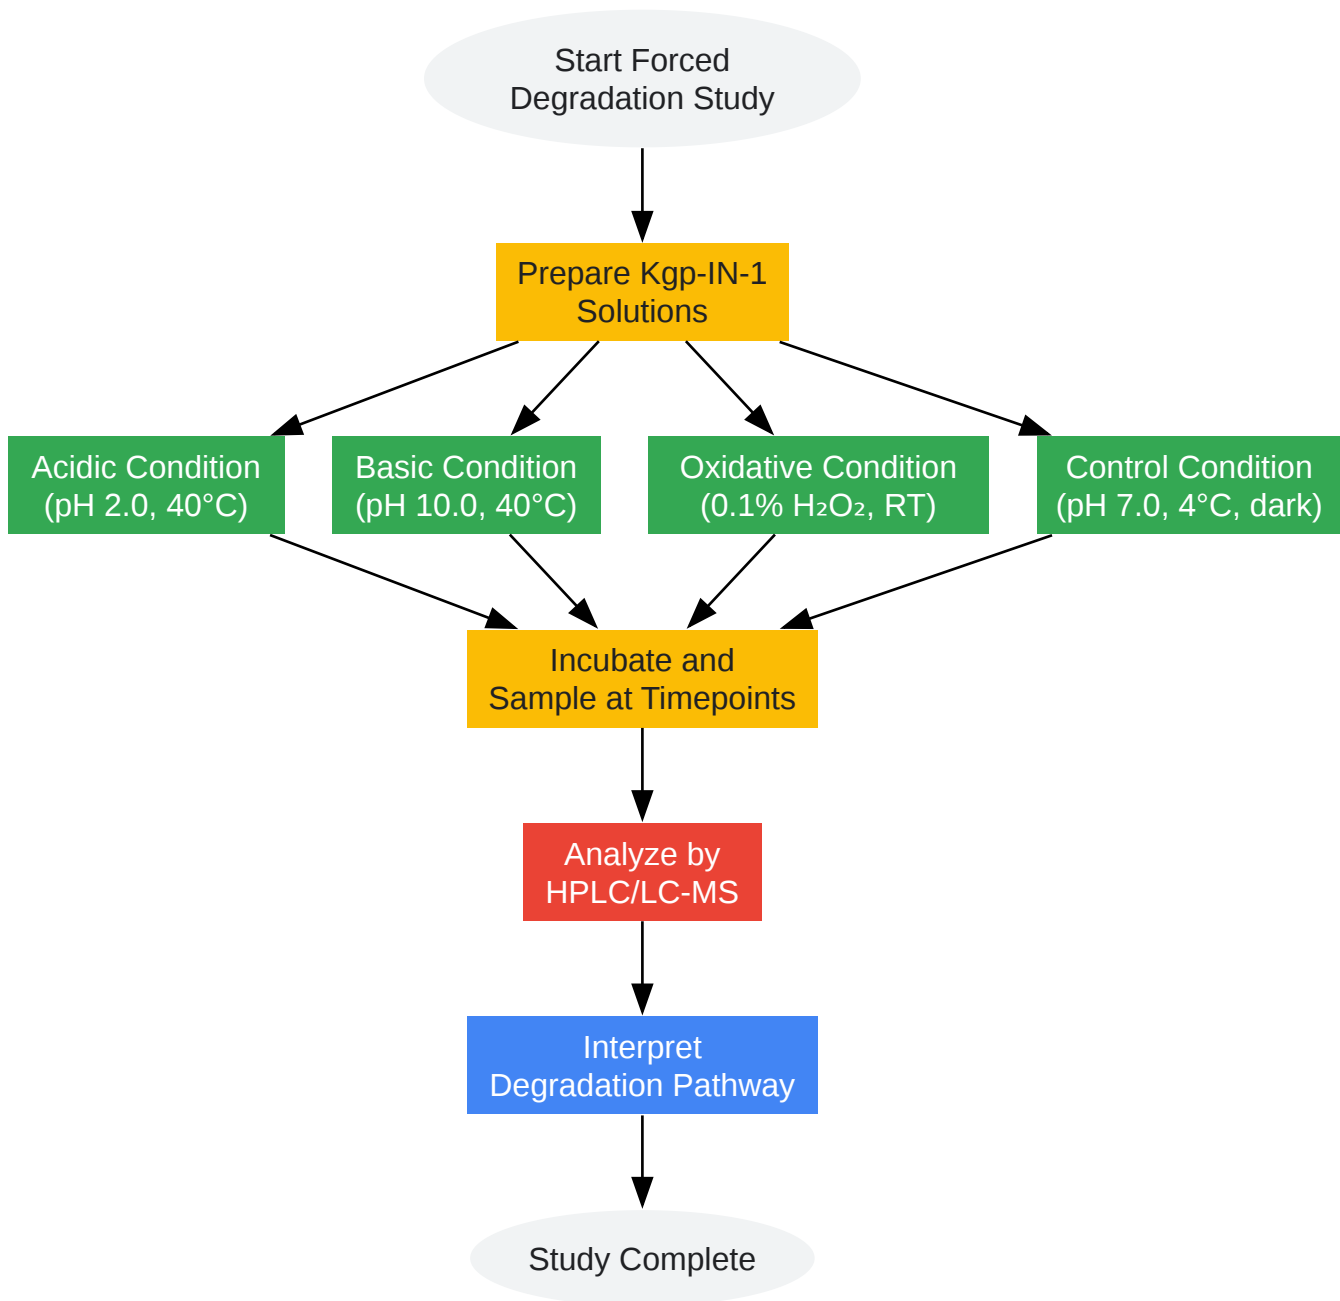 Start Forced
Degradation Study
Prepare Kgp-IN-1
Solutions
Acidic Condition
(pH 2.0, 40°C)
Basic Condition
(pH 10.0, 40°C)
Oxidative Condition
(0.1% H₂O₂, RT)
Control Condition
(pH 7.0, 4°C, dark)
Incubate and
Sample at Timepoints
Analyze by
HPLC/LC-MS
Interpret
Degradation Pathway
Study Complete